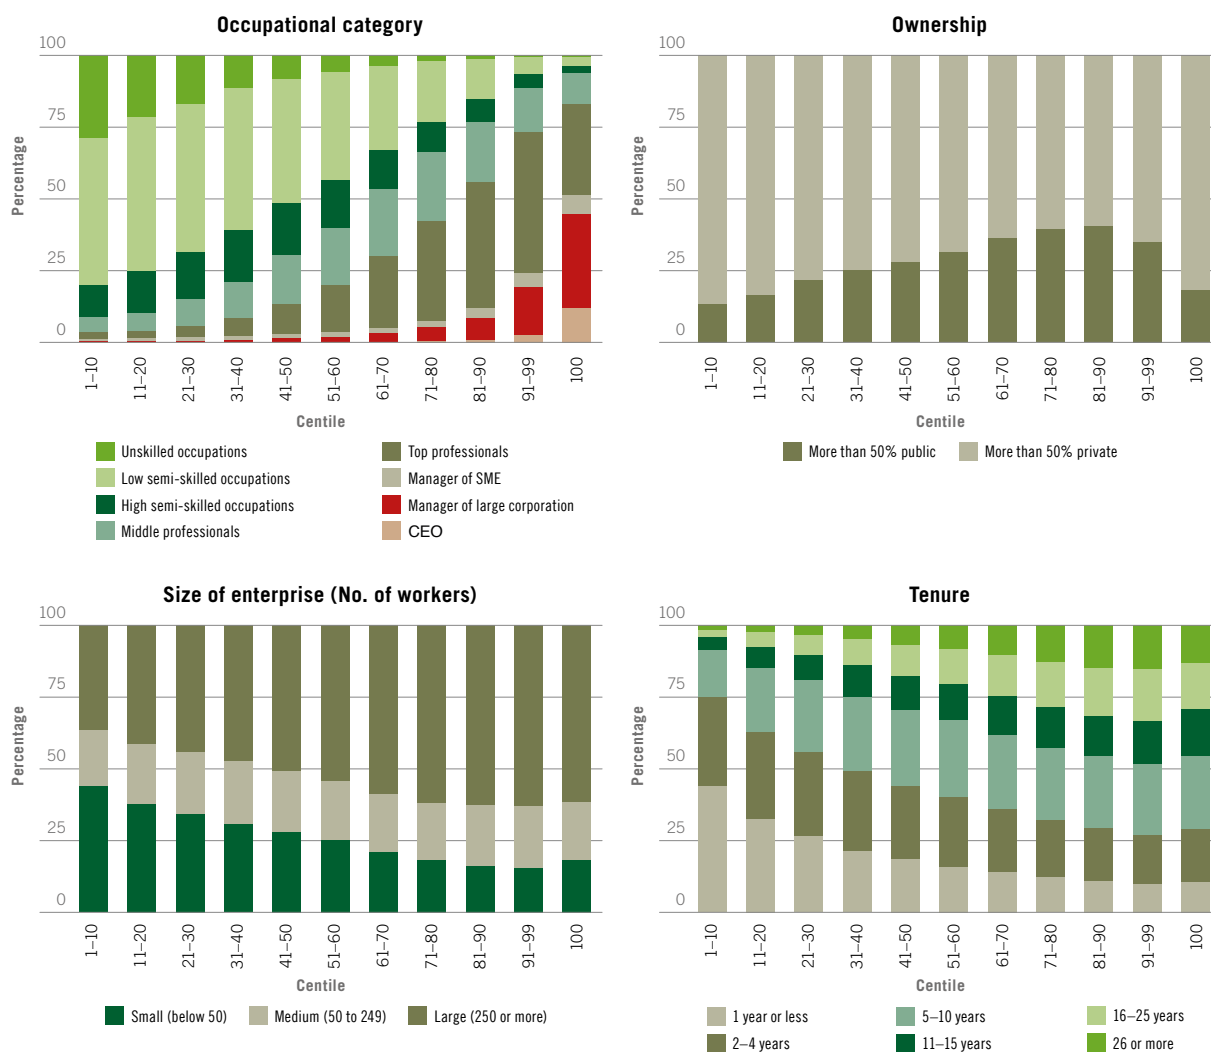 Occupational category
100
75
50
25
0
Percentage
1–10
11–20
21–30
31–40
41–50
51–60
61–70
71–80
81–90
91–99
100
Centile
Unskilled occupations
Low semi-skilled occupations
High semi-skilled occupations
Middle professionals
Top professionals
Manager of SME
Manager of large corporation
CEO
Ownership
100
75
50
25
0
Percentage
1–10
11–20
21–30
31–40
41–50
51–60
61–70
71–80
81–90
91–99
100
Centile
More than 50% public
More than 50% private
Size of enterprise (No. of workers)
100
75
50
25
0
Percentage
1–10
11–20
21–30
31–40
41–50
51–60
61–70
71–80
81–90
91–99
100
Centile
Small (below 50)
Medium (50 to 249)
Large (250 or more)
Tenure
100
75
50
25
0
Percentage
1–10
11–20
21–30
31–40
41–50
51–60
61–70
71–80
81–90
91–99
100
Centile
1 year or less
2–4 years
5–10 years
11–15 years
16–25 years
26 or more